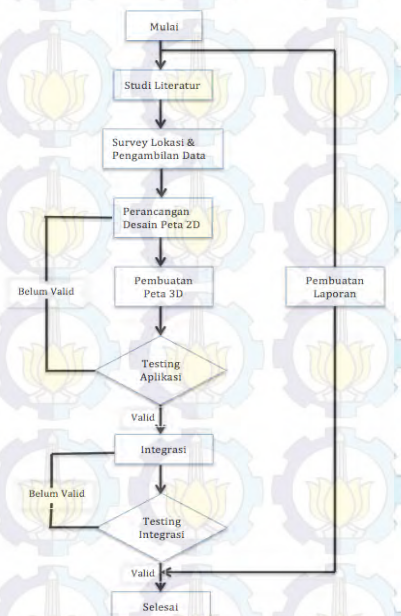 Mulai
Studi Literatur
Survey Lokasi &
Pengambilan Data
Perancangan
Desain Peta 2D
Belum Valid
Pembuatan
Peta 3D
Pembuatan
Laporan
Testing
Aplikasi
Valid
Integrasi
Belum Valid
Testing
Integrasi
Valid
Selesai